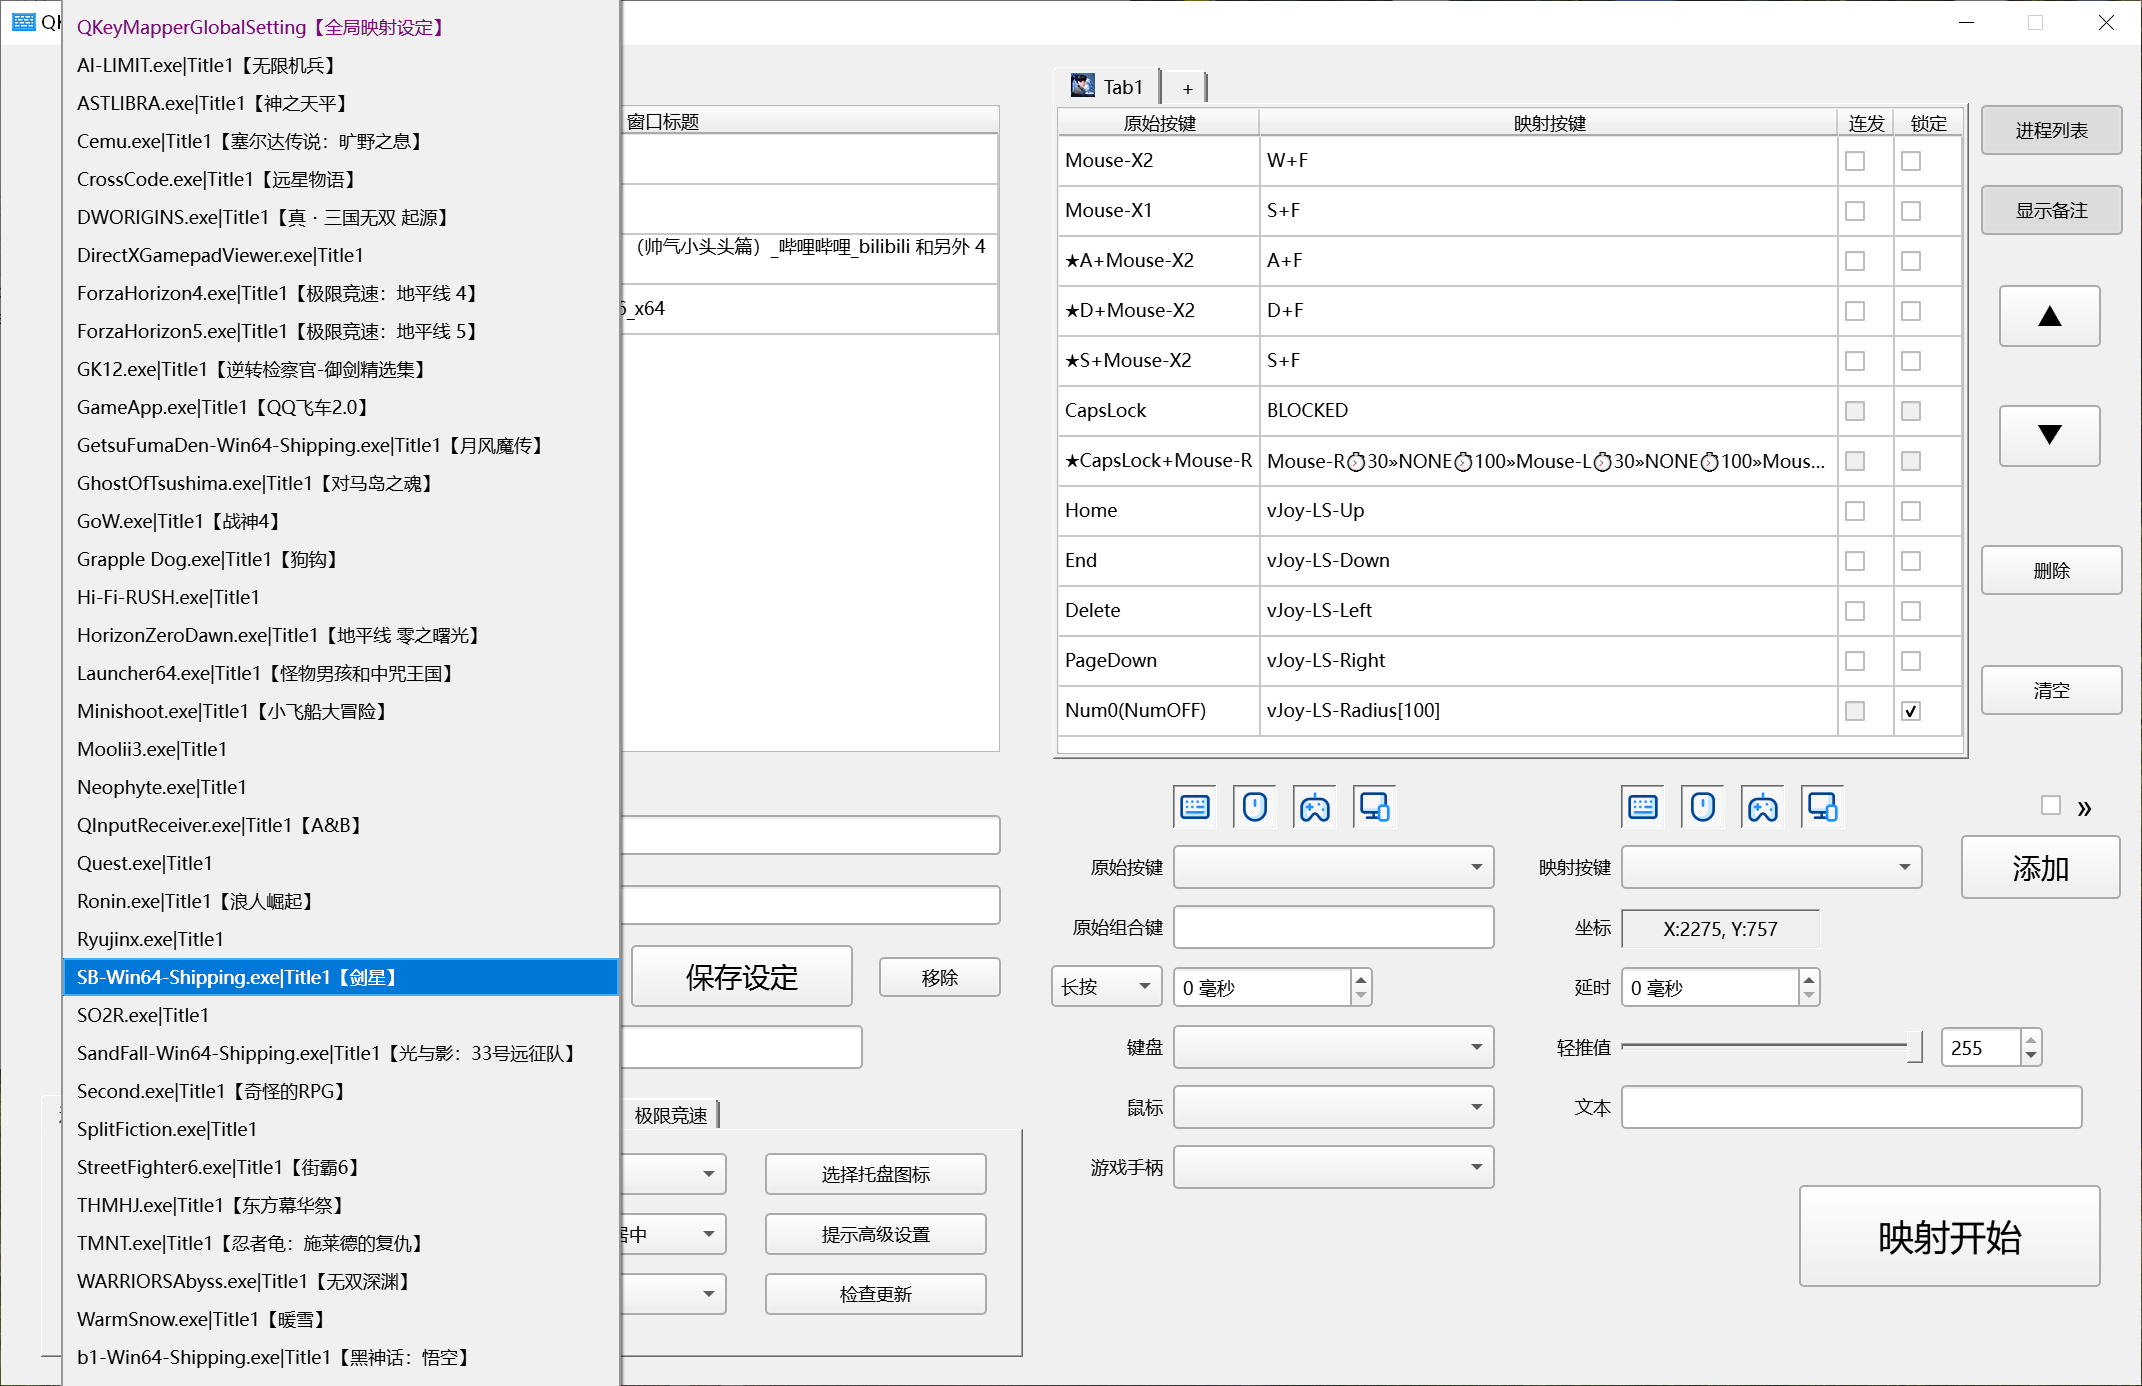 QKeyMapperGlobalSetting【全局映射设定】
AI-LIMIT.exe|Title1【无限机兵】
ASTLIBRA.exe|Title1【神之天平】
Cemu.exe|Title1【塞尔达传说：旷野之息】
CrossCode.exe|Title1【远星物语】
DWORIGINS.exe|Title1【真·三国无双 起源】
DirectXGamepadViewer.exe|Title1
ForzaHorizon4.exe|Title1【极限竞速：地平线 4】
ForzaHorizon5.exe|Title1【极限竞速：地平线 5】
GK12.exe|Title1【逆转检察官-御剑精选集】
GameApp.exe|Title1【QQ飞车2.0】
GetsuFumaDen-Win64-Shipping.exe|Title1【月风魔传】
GhostOfTsushima.exe|Title1【对马岛之魂】
GoW.exe|Title1【战神4】
Grapple Dog.exe|Title1【狗钩】
Hi-Fi-RUSH.exe|Title1
HorizonZeroDawn.exe|Title1【地平线 零之曙光】
Launcher64.exe|Title1【怪物男孩和中咒王国】
Minishoot.exe|Title1【小飞船大冒险】
Moolii3.exe|Title1
Neophyte.exe|Title1
QInputReceiver.exe|Title1【A&B】
Quest.exe|Title1
Ronin.exe|Title1【浪人崛起】
Ryujinx.exe|Title1
SB-Win64-Shipping.exe|Title1【剑星】
SO2R.exe|Title1
SandFall-Win64-Shipping.exe|Title1【光与影：33号远征队】
Second.exe|Title1【奇怪的RPG】
SplitFiction.exe|Title1
StreetFighter6.exe|Title1【街霸6】
THMHJ.exe|Title1【东方幕华祭】
TMNT.exe|Title1【忍者龟：施莱德的复仇】
WARRIORSAbyss.exe|Title1【无双深渊】
WarmSnow.exe|Title1【暖雪】
b1-Win64-Shipping.exe|Title1【黑神话：悟空】
窗口标题
（帅气小头头篇）_哔哩哔哩_bilibili 和另外 4
_x64
保存设定 移除
极限竞速
选择托盘图标
居中 提示高级设置
检查更新
Tab1 +
原始按键 映射按键 连发 锁定
Mouse-X2 W+F
Mouse-X1 S+F
★A+Mouse-X2 A+F
★D+Mouse-X2 D+F
★S+Mouse-X2 S+F
CapsLock BLOCKED
★CapsLock+Mouse-R Mouse-R⏱30»NONE⏱100»Mouse-L⏱30»NONE⏱100»Mous...
Home vJoy-LS-Up
End vJoy-LS-Down
Delete vJoy-LS-Left
PageDown vJoy-LS-Right
Num0(NumOFF) vJoy-LS-Radius[100]
进程列表
显示备注
▲
▼
删除
清空
»
原始按键 映射按键 添加
原始组合键 坐标 X:2275, Y:757
长按 0 毫秒 延时 0 毫秒
键盘 轻推值 255
鼠标 文本
游戏手柄
映射开始